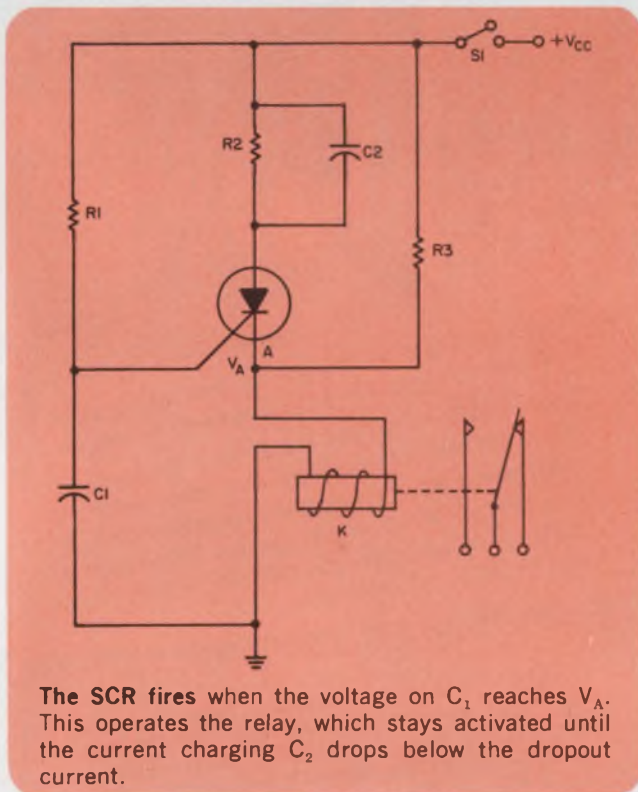 S1
+VCC
R2
C2
R1
R3
A
VA
C1
K
The SCR fires when the voltage on C₁ reaches V_A.
This operates the relay, which stays activated until
the current charging C₂ drops below the dropout
current.